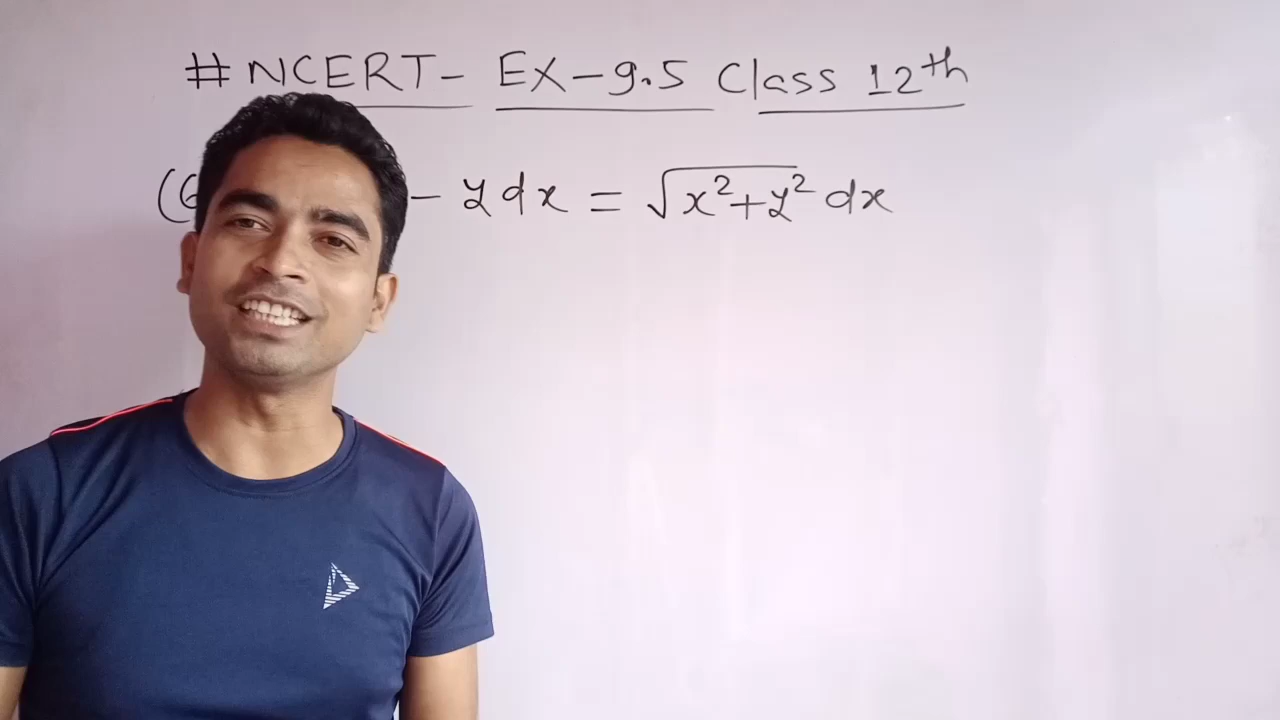 # NCERT- EX-9.5 Class 12th
(6 - y dx = √x²+y² dx